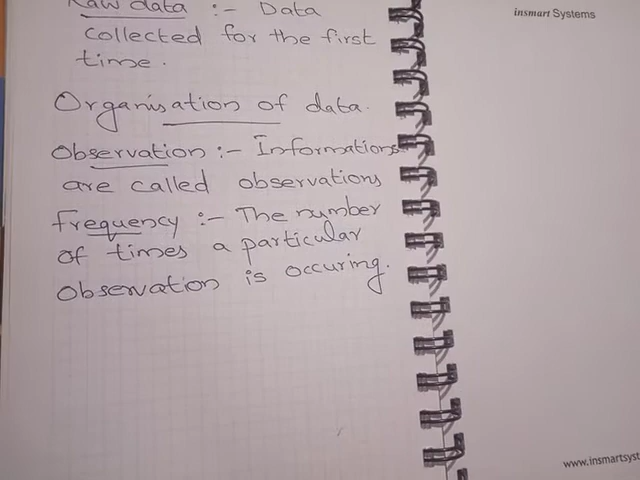 Raw data :- Data
collected for the first
time.
Organisation of data.
Observation :- Informations
are called observations
frequency :- The number
of times a particular
observation is occuring.
insmart Systems
www.insmartsyst